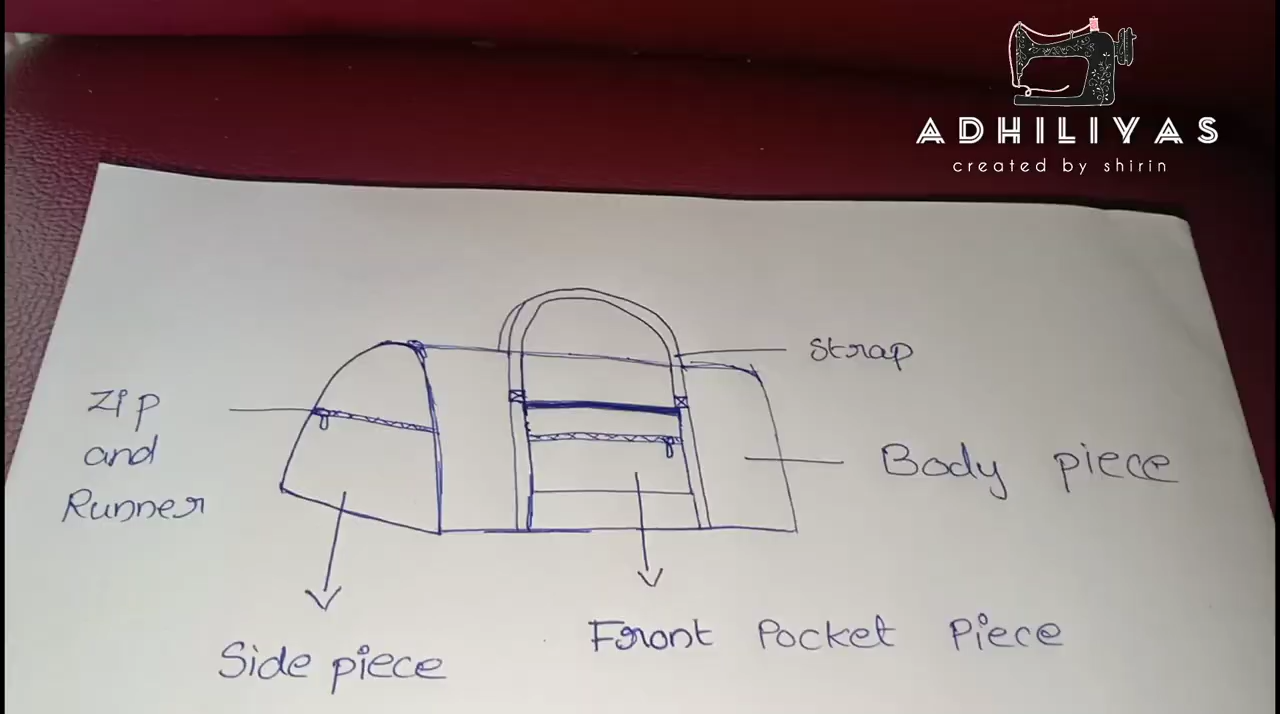 ADHILIYAS
created by shirin
Strap
Zip
and
Runner
Body piece
Front Pocket Piece
Side piece